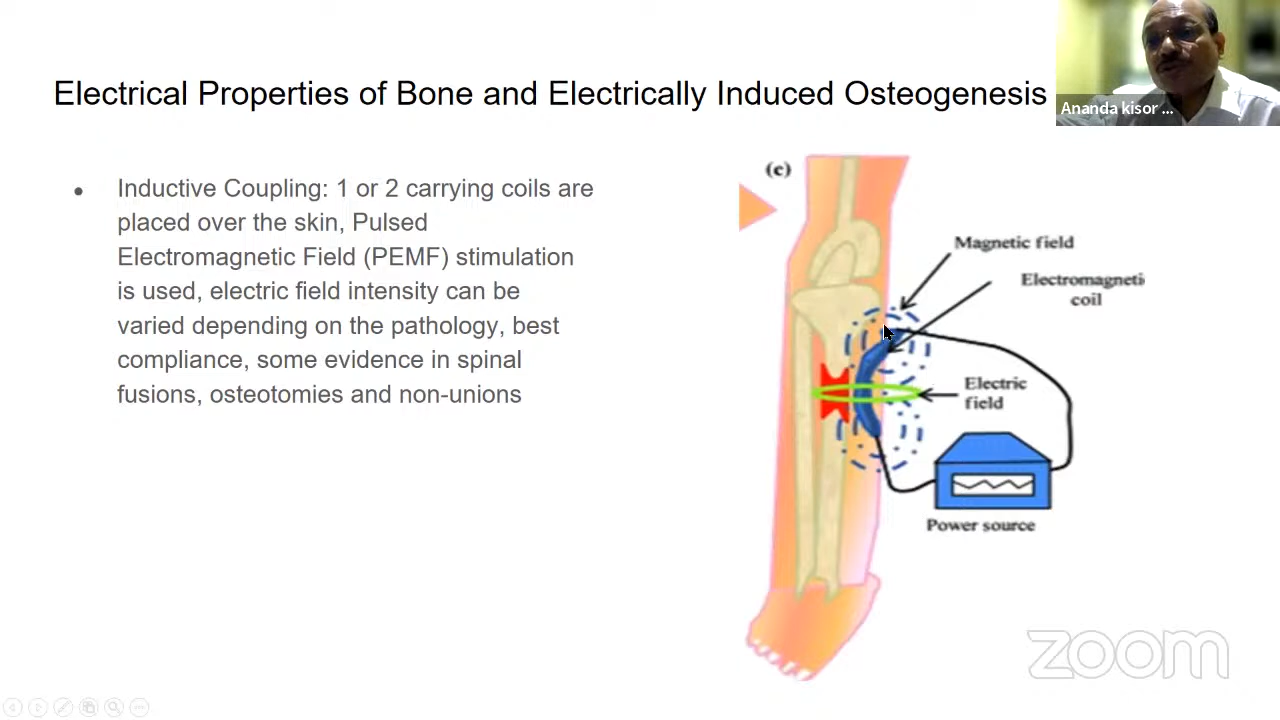 Electrical Properties of Bone and Electrically Induced Osteogenesis
Ananda kisor ...
Inductive Coupling: 1 or 2 carrying coils are
placed over the skin, Pulsed
Electromagnetic Field (PEMF) stimulation
is used, electric field intensity can be
varied depending on the pathology, best
compliance, some evidence in spinal
fusions, osteotomies and non-unions
(c)
Magnetic field
Electromagneti
coil
Electric
field
Power source
zoom